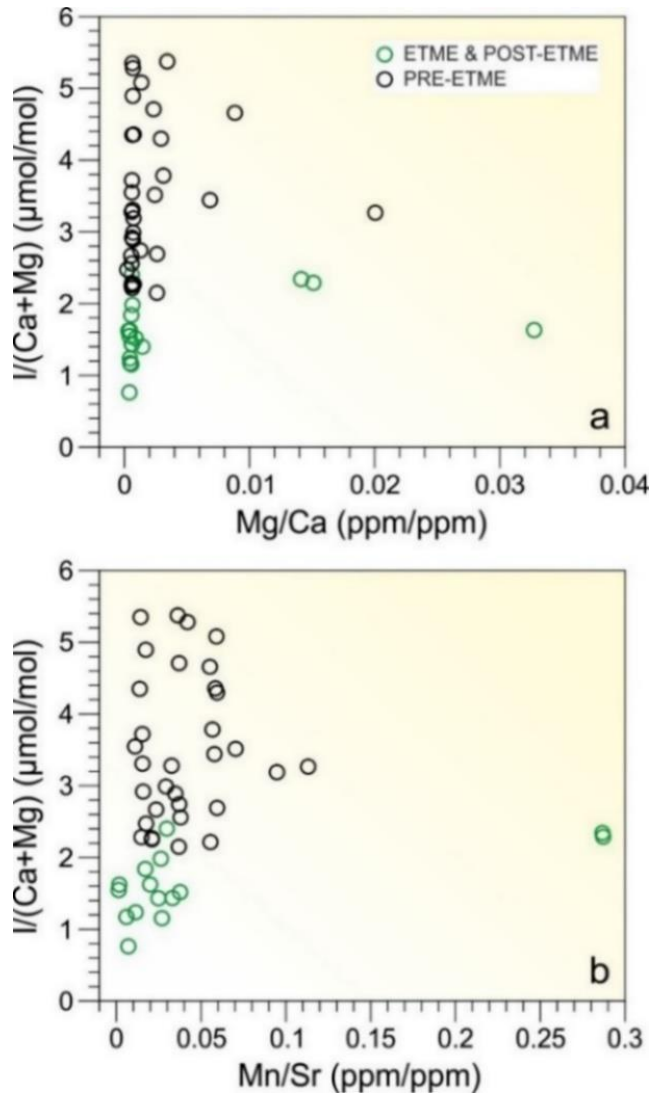 6
5
4
3
2
1
0
I/(Ca+Mg) (µmol/mol)
ETME & POST-ETME
PRE-ETME
a
0 0.01 0.02 0.03 0.04
Mg/Ca (ppm/ppm)
6
5
4
3
2
1
0
I/(Ca+Mg) (µmol/mol)
b
0 0.05 0.1 0.15 0.2 0.25 0.3
Mn/Sr (ppm/ppm)